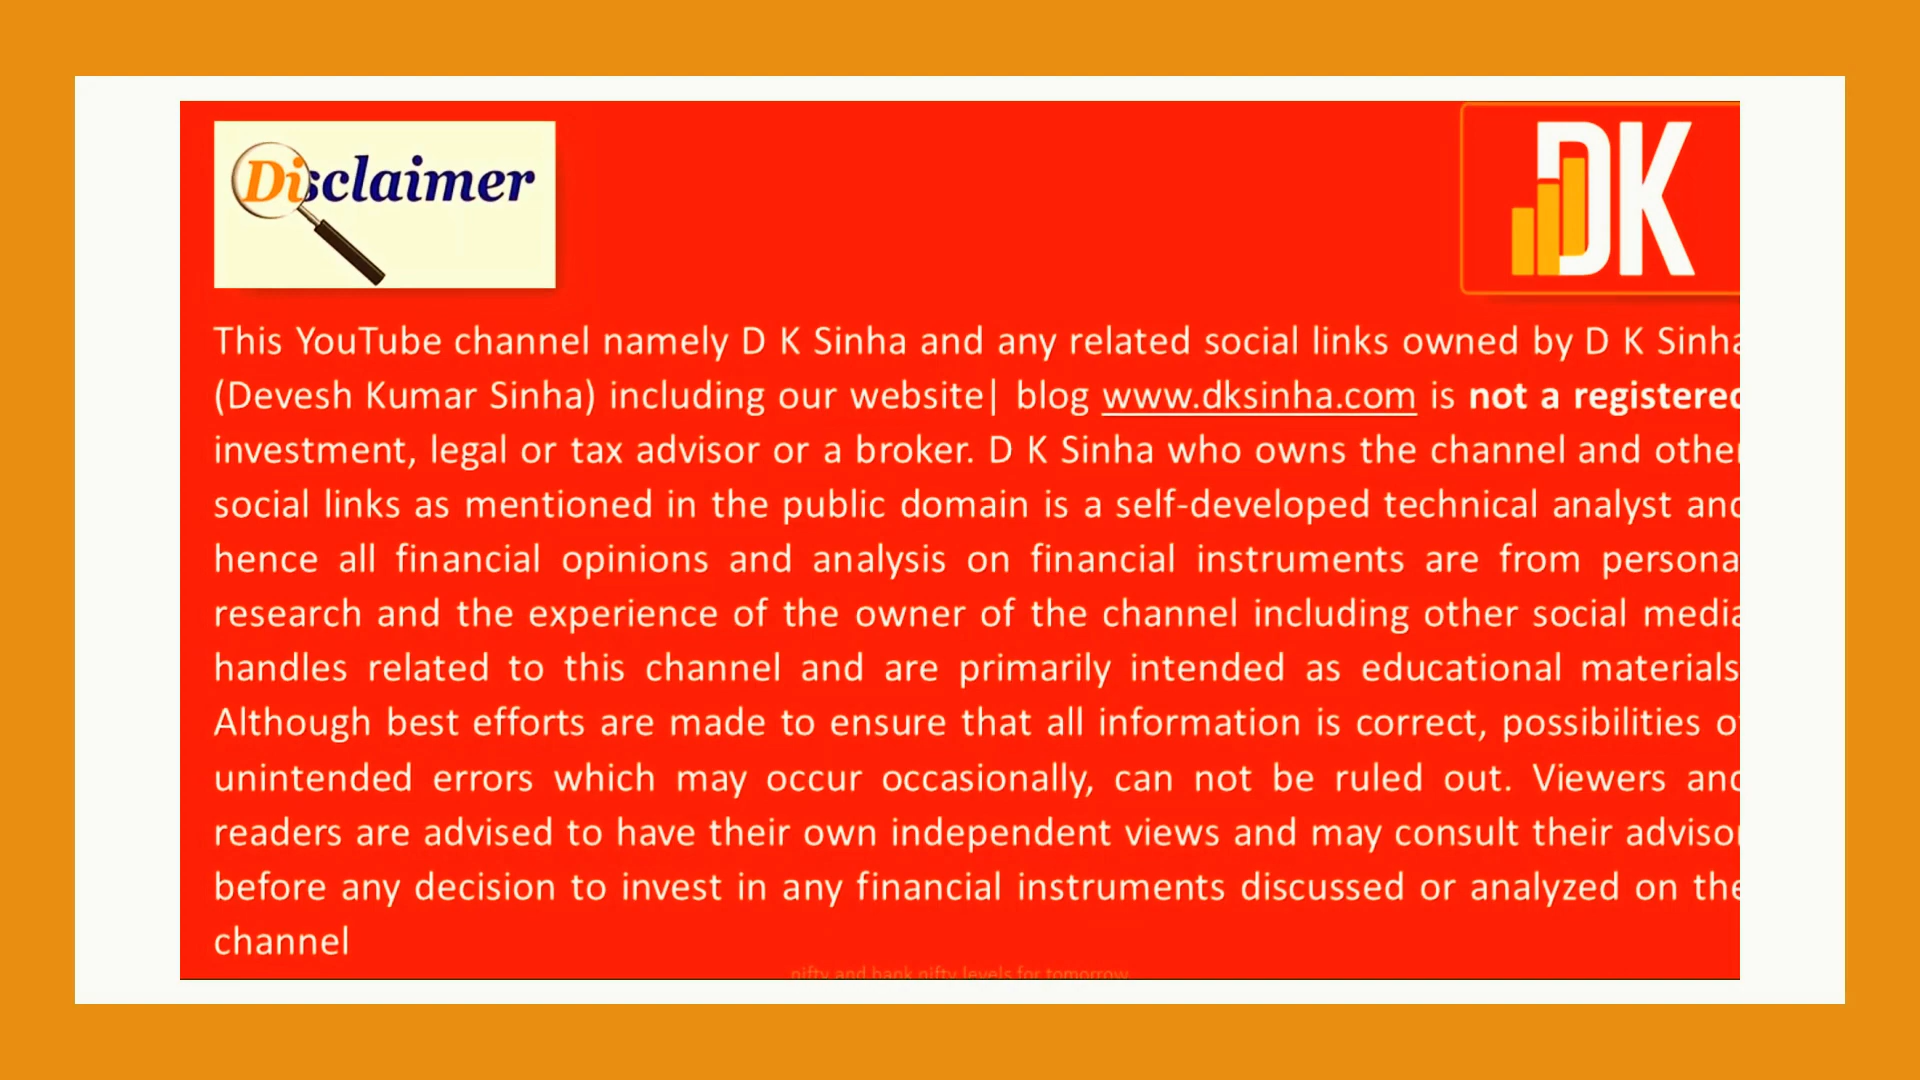 Disclaimer
DK
This YouTube channel namely D K Sinha and any related social links owned by D K Sinha
(Devesh Kumar Sinha) including our website| blog www.dksinha.com is not a registered
investment, legal or tax advisor or a broker. D K Sinha who owns the channel and other
social links as mentioned in the public domain is a self-developed technical analyst and
hence all financial opinions and analysis on financial instruments are from personal
research and the experience of the owner of the channel including other social media
handles related to this channel and are primarily intended as educational materials.
Although best efforts are made to ensure that all information is correct, possibilities of
unintended errors which may occur occasionally, can not be ruled out. Viewers and
readers are advised to have their own independent views and may consult their advisor
before any decision to invest in any financial instruments discussed or analyzed on the
channel
nifty and bank nifty levels for tomorrow